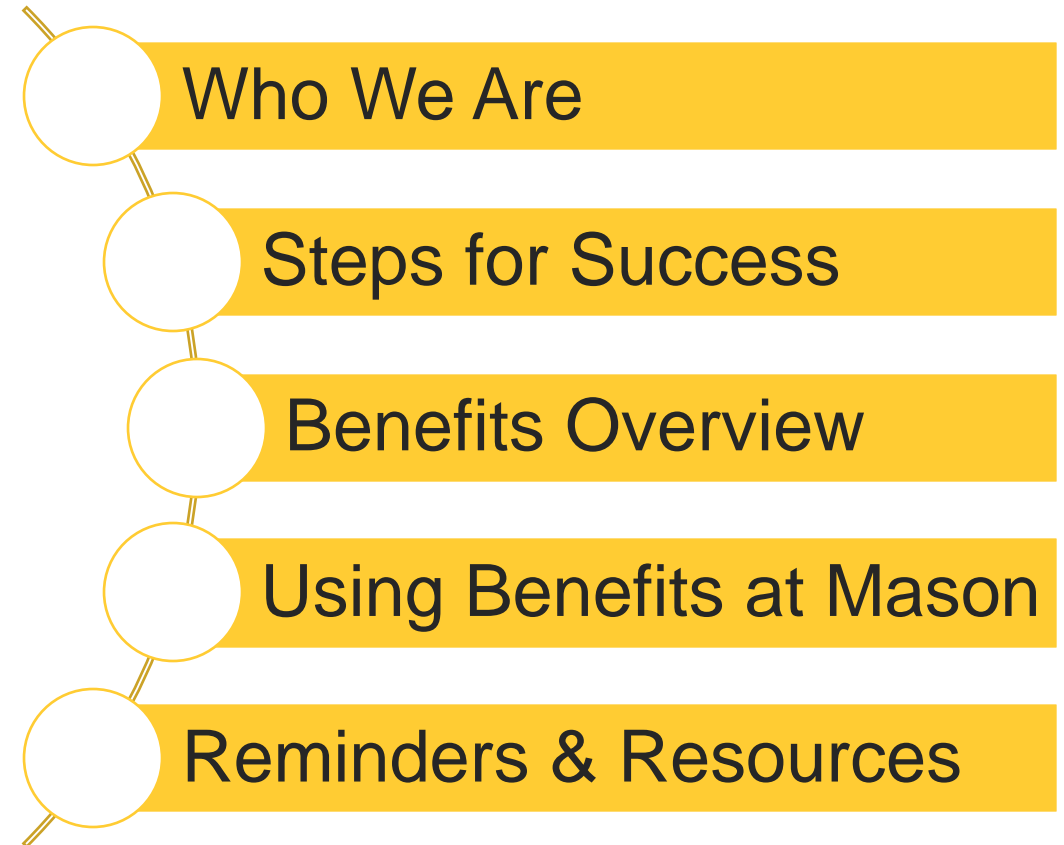 Who We Are
Steps for Success
Benefits Overview
Using Benefits at Mason
Reminders & Resources